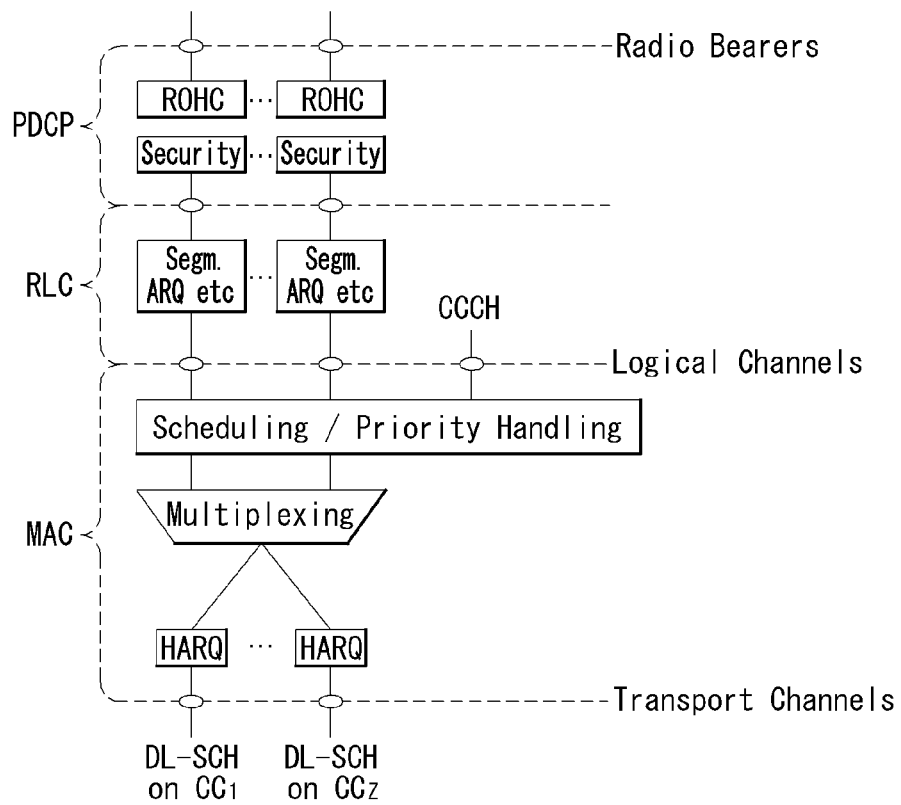 Radio Bearers
ROHC ... ROHC
PDCP
Security ... Security
Segm. ARQ etc ... Segm. ARQ etc
RLC
CCCH
Logical Channels
Scheduling / Priority Handling
Multiplexing
MAC
HARQ ... HARQ
Transport Channels
DL-SCH on CC1
DL-SCH on CCZ